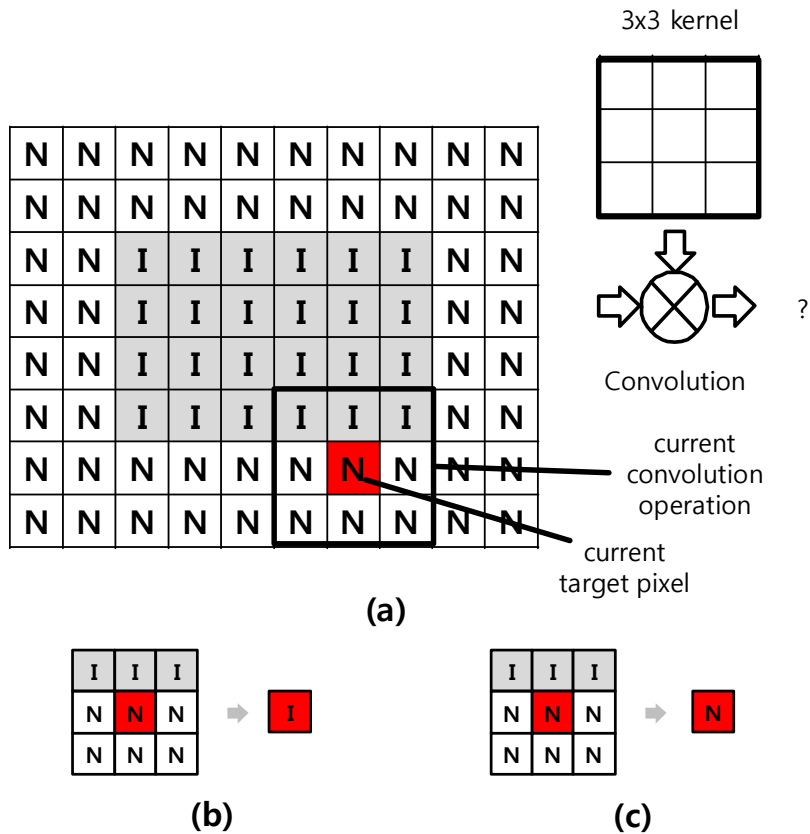 3x3 kernel
N N N N N N N N N N
N N N N N N N N N N
N N I I I I I I N N
N N I I I I I I N N
N N I I I I I I N N
N N I I I I I I N N
N N N N N N N N N N
N N N N N N N N N N
?
Convolution
current
convolution
operation
current
target pixel
(a)
I I I
N N N
N N N
I
(b)
I I I
N N N
N N N
N
(c)